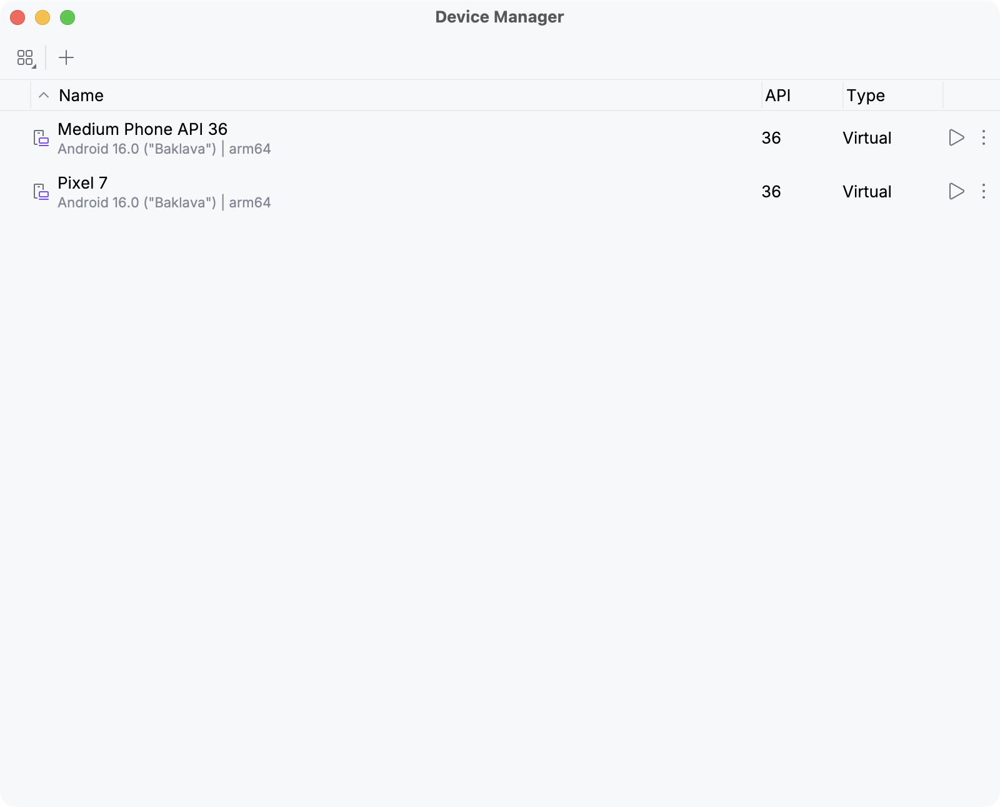 Device Manager
Name API Type
Medium Phone API 36 36 Virtual
Android 16.0 ("Baklava") | arm64
Pixel 7 36 Virtual
Android 16.0 ("Baklava") | arm64